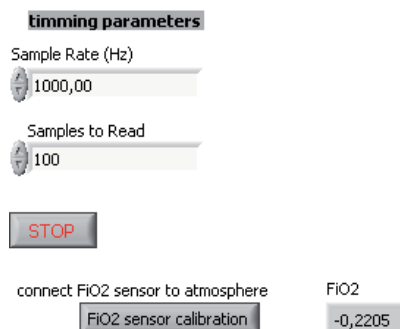 timming parameters
Sample Rate (Hz)
1000,00
Samples to Read
100
STOP
connect FiO2 sensor to atmosphere
FiO2
FiO2 sensor calibration
-0,2205